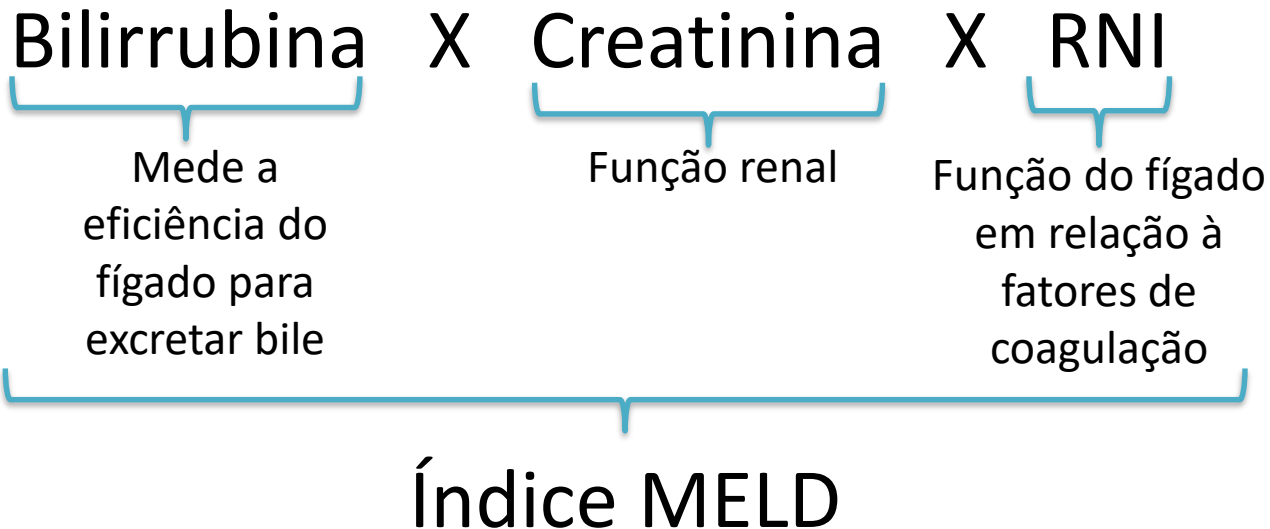 Bilirrubina X Creatinina X RNI
Mede a
eficiência do
fígado para
excretar bile
Função renal
Função do fígado
em relação à
fatores de
coagulação
Índice MELD